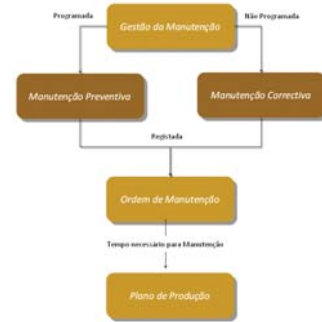 Programada
Não Programada
Gestão da Manutenção
Manutenção Preventiva
Manutenção Correctiva
Registada
Ordem de Manutenção
Tempo necessário para Manutenção
Plano de Produção